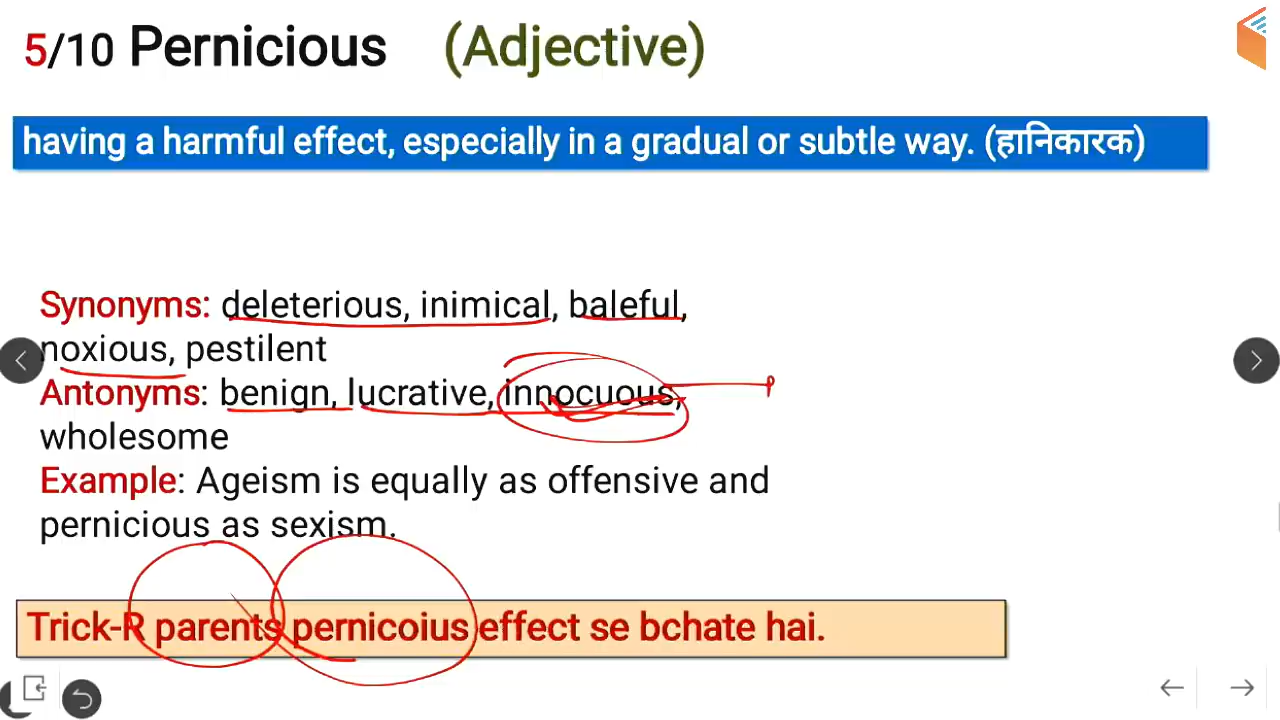 5/10 Pernicious (Adjective)
having a harmful effect, especially in a gradual or subtle way. (हानिकारक)
Synonyms: deleterious, inimical, baleful,
noxious, pestilent
Antonyms: benign, lucrative, innocuous,
wholesome
Example: Ageism is equally as offensive and
pernicious as sexism.
Trick-R parents pernicoius effect se bchate hai.